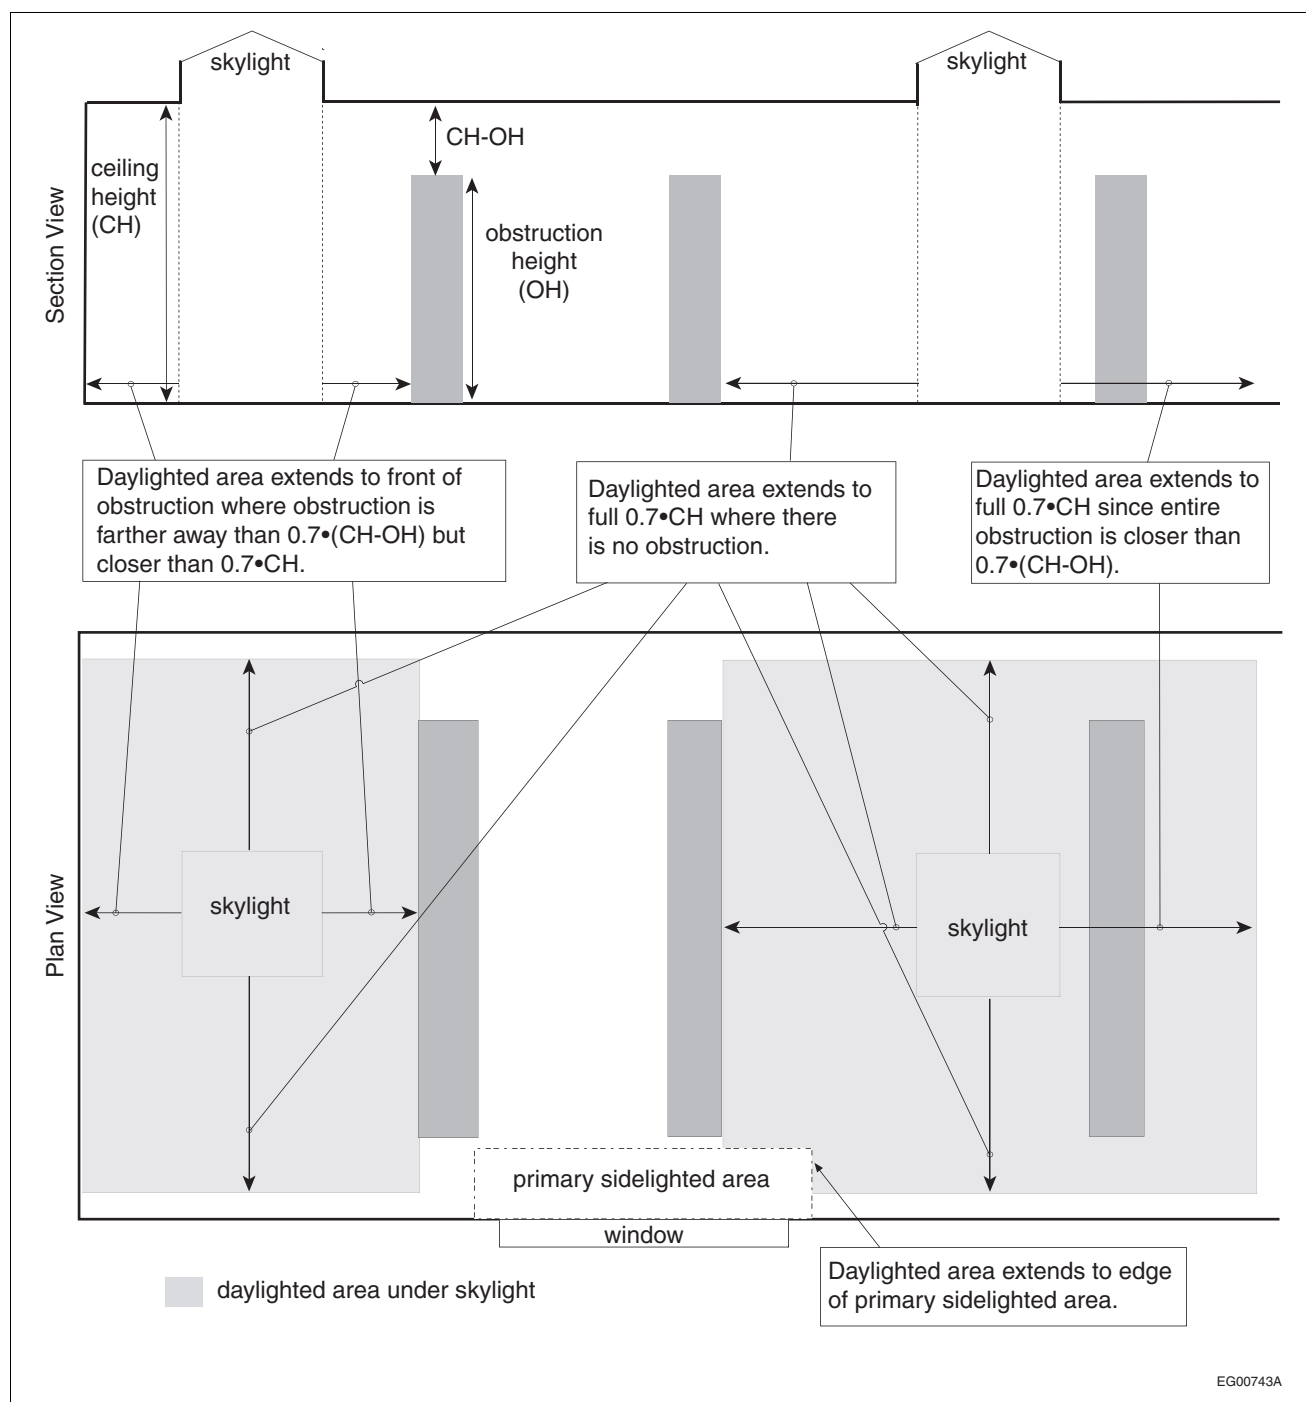 skylight
skylight
CH-OH
ceiling
height
(CH)
Section View
obstruction
height
(OH)
Daylighted area extends to front of
obstruction where obstruction is
farther away than 0.7•(CH-OH) but
closer than 0.7•CH.
Daylighted area extends to
full 0.7•CH where there
is no obstruction.
Daylighted area extends to
full 0.7•CH since entire
obstruction is closer than
0.7•(CH-OH).
Plan View
skylight
skylight
primary sidelighted area
window
Daylighted area extends to edge
of primary sidelighted area.
daylighted area under skylight
EG00743A